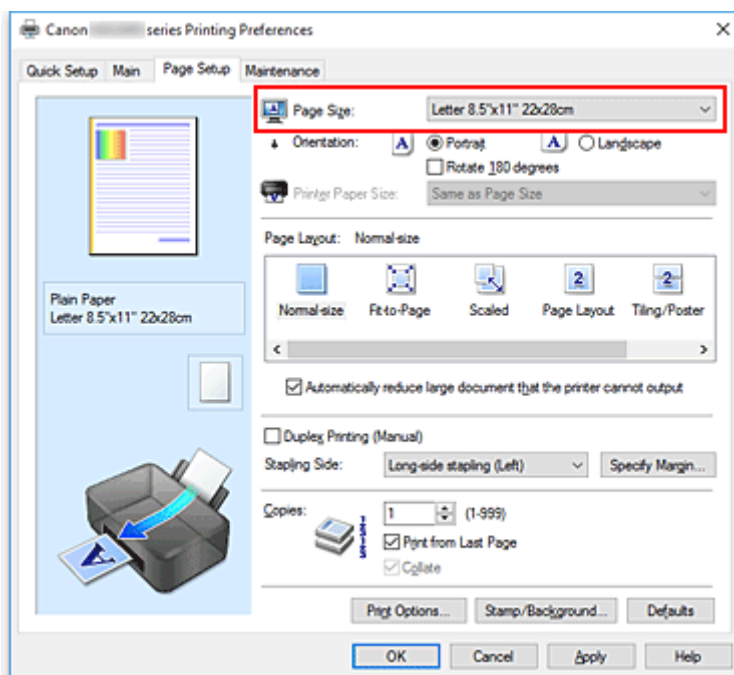 Canon series Printing Preferences
Quick Setup Main Page Setup Maintenance
Page Size: Letter 8.5"x11" 22x28cm
Orientation: A Portrait A Landscape
Rotate 180 degrees
Printer Paper Size: Same as Page Size
Page Layout: Normal-size
Normal-size Fit-to-Page Scaled Page Layout Tiling/Poster
Plain Paper
Letter 8.5"x11" 22x28cm
Automatically reduce large document that the printer cannot output
Duplex Printing (Manual)
Stapling Side: Long-side stapling (Left) Specify Margin...
Copies: 1 (1-999)
Print from Last Page
Collate
Print Options... Stamp/Background... Defaults
OK Cancel Apply Help